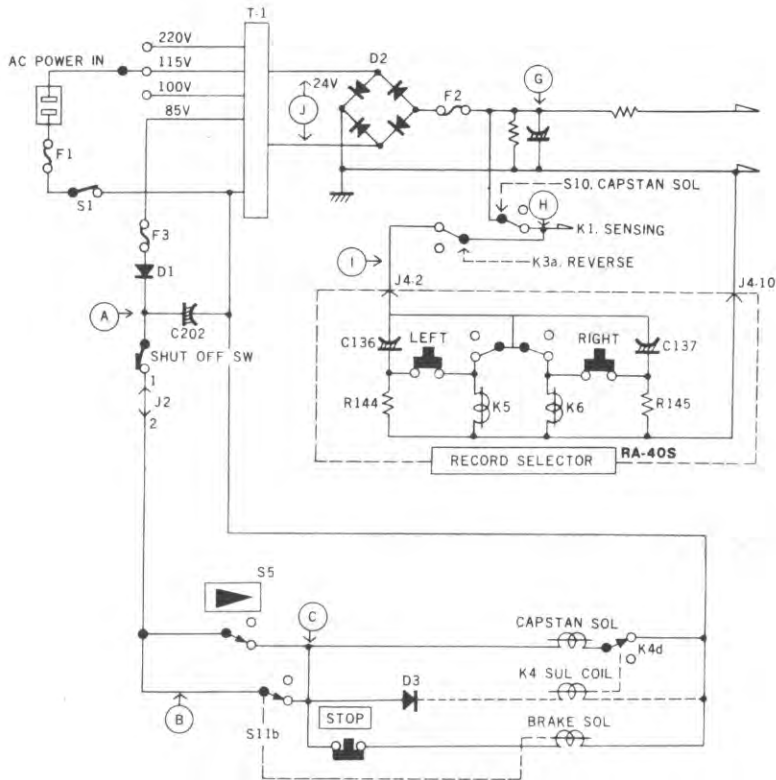 T-1
220V
AC POWER IN
115V
100V
85V
24V
D2
J
F2
G
F1
S1
S10. CAPSTAN SOL
H
K1. SENSING
F3
K3a. REVERSE
D1
I
J4-2
J4-10
A
C202
C136
LEFT
RIGHT
C137
SHUT OFF SW
1
J2
2
R144
K5
K6
R145
RECORD SELECTOR
RA-40S
S5
C
CAPSTAN SOL
K4d
D3
K4 SUL COIL
B
STOP
S11b
BRAKE SOL